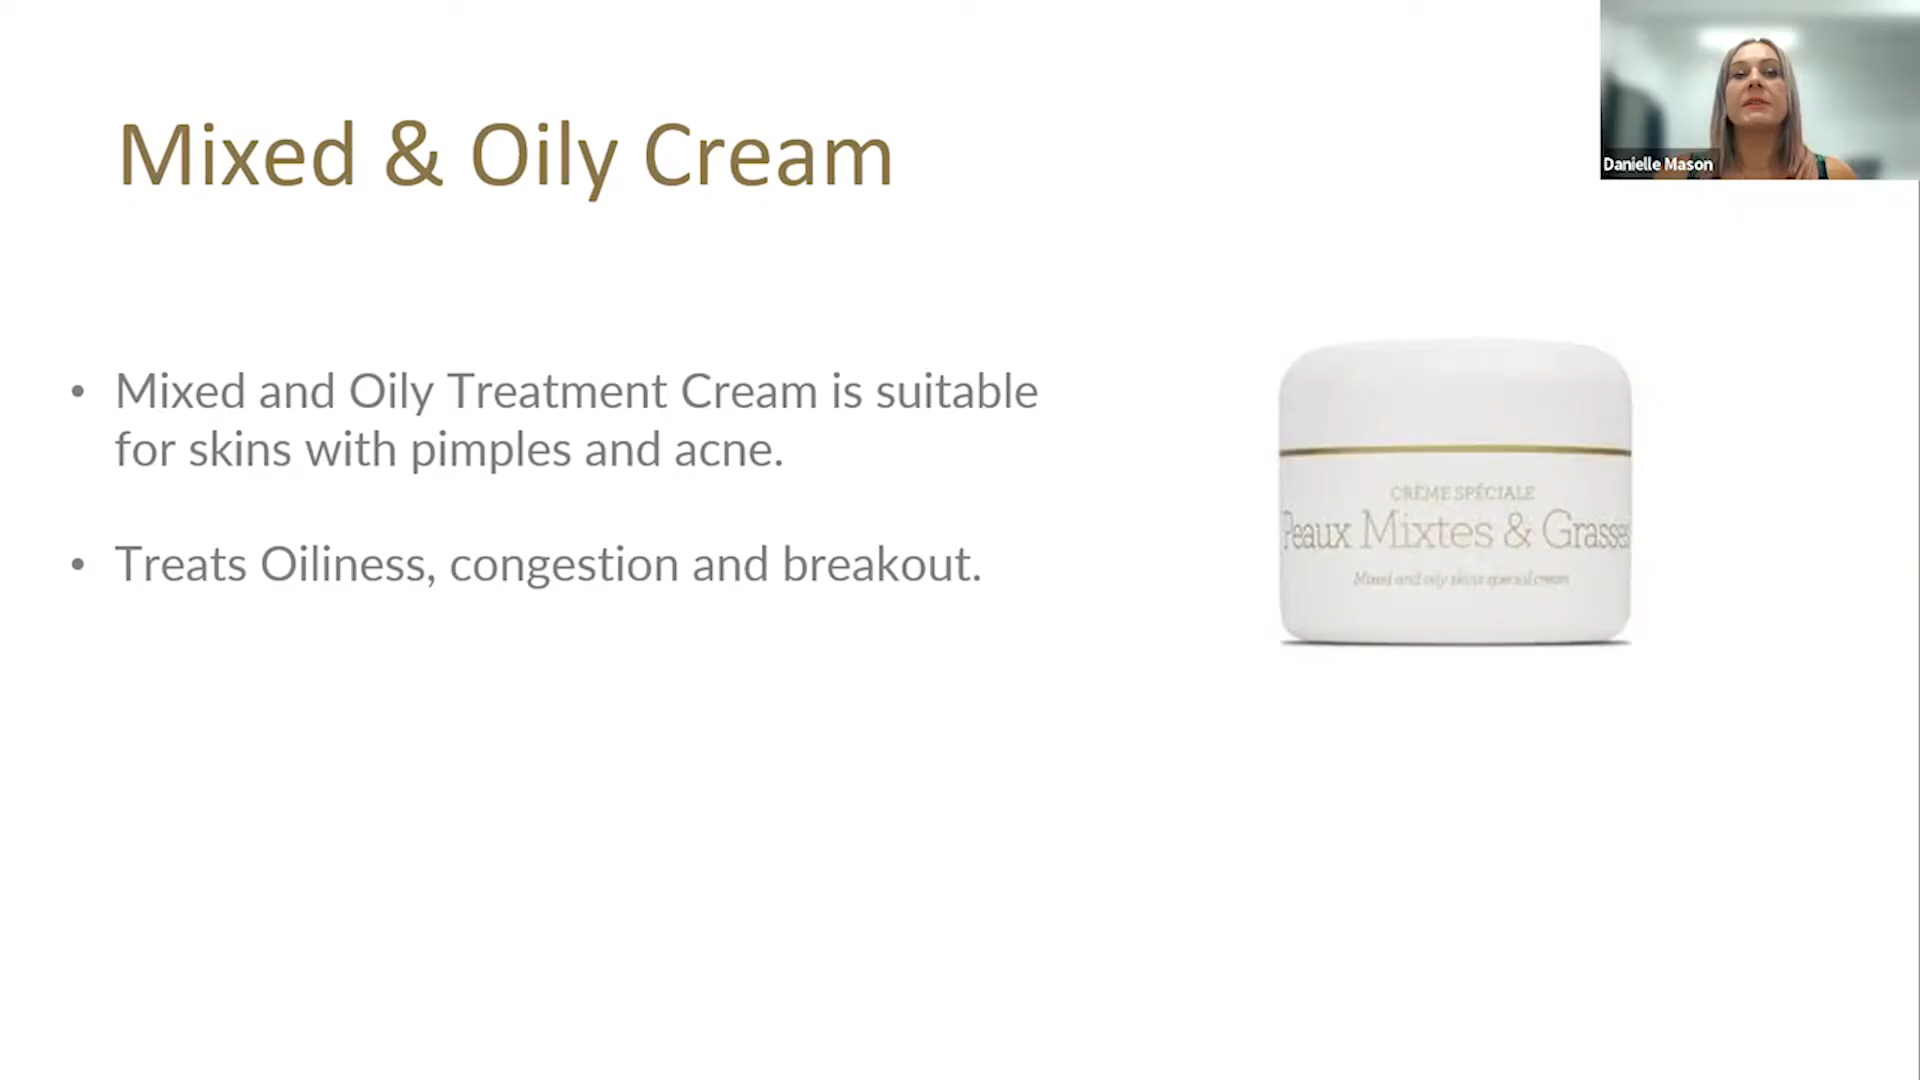 Mixed & Oily Cream
Danielle Mason
• Mixed and Oily Treatment Cream is suitable
for skins with pimples and acne.
• Treats Oiliness, congestion and breakout.
CRÈME SPÉCIALE
Peaux Mixtes & Grasses
Mixed and oily skins special cream